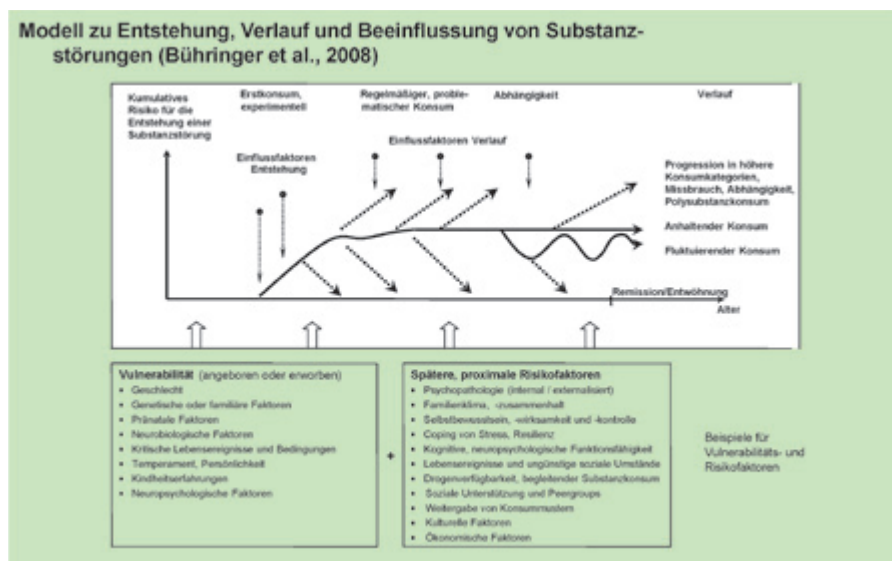 Modell zu Entstehung, Verlauf und Beeinflussung von Substanz-
störungen (Bühringer et al., 2008)
Kumulatives
Risiko für die
Entstehung einer
Substanzstörung
Erstkonsum,
experimentell
Regelmäßiger, proble-
matischer Konsum
Abhängigkeit
Verlauf
Einflussfaktoren
Entstehung
Einflussfaktoren Verlauf
Progression in höhere
Konsumkategorien,
Missbrauch, Abhängigkeit,
Polysubstanzkonsum
Anhaltender Konsum
Fluktuierender Konsum
Remission/Entwöhnung
Alter
Vulnerabilität (angeboren oder erworben)
• Geschlecht
• Genetische oder familiäre Faktoren
• Pränatale Faktoren
• Neurobiologische Faktoren
• Kritische Lebensereignisse und Bedingungen
• Temperament, Persönlichkeit
• Kindheitserfahrungen
• Neuropsychologische Faktoren
+
Spätere, proximale Risikofaktoren
• Psychopathologie (internal / externalisiert)
• Familienklima, -zusammenhalt
• Selbstbewusstsein, -wirksamkeit und -kontrolle
• Coping von Stress, Resilienz
• Kognitive, neuropsychologische Funktionsfähigkeit
• Lebensereignisse und ungünstige soziale Umstände
• Drogenverfügbarkeit, begleitender Substanzkonsum
• Soziale Unterstützung und Peergroups
• Weitergabe von Konsummustern
• Kulturelle Faktoren
• Ökonomische Faktoren
Beispiele für
Vulnerabilitäts- und
Risikofaktoren